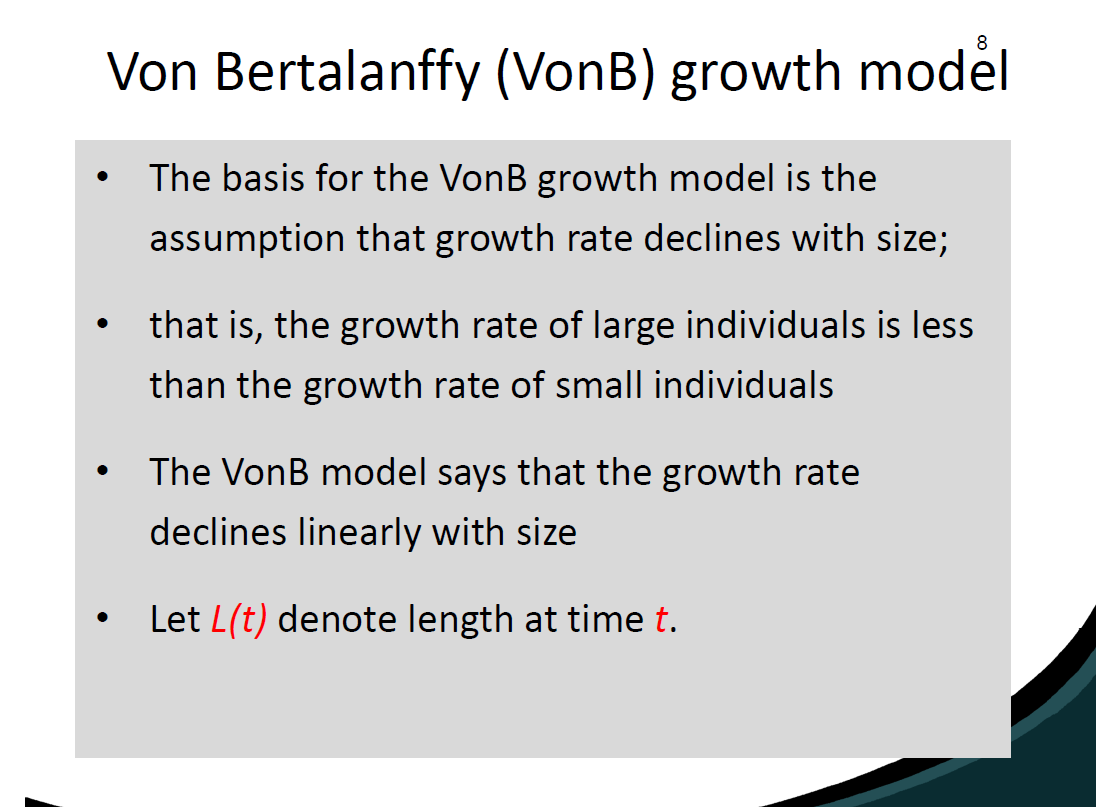 8
Von Bertalanffy (VonB) growth model
• The basis for the VonB growth model is the
assumption that growth rate declines with size;
• that is, the growth rate of large individuals is less
than the growth rate of small individuals
• The VonB model says that the growth rate
declines linearly with size
• Let L(t) denote length at time t.